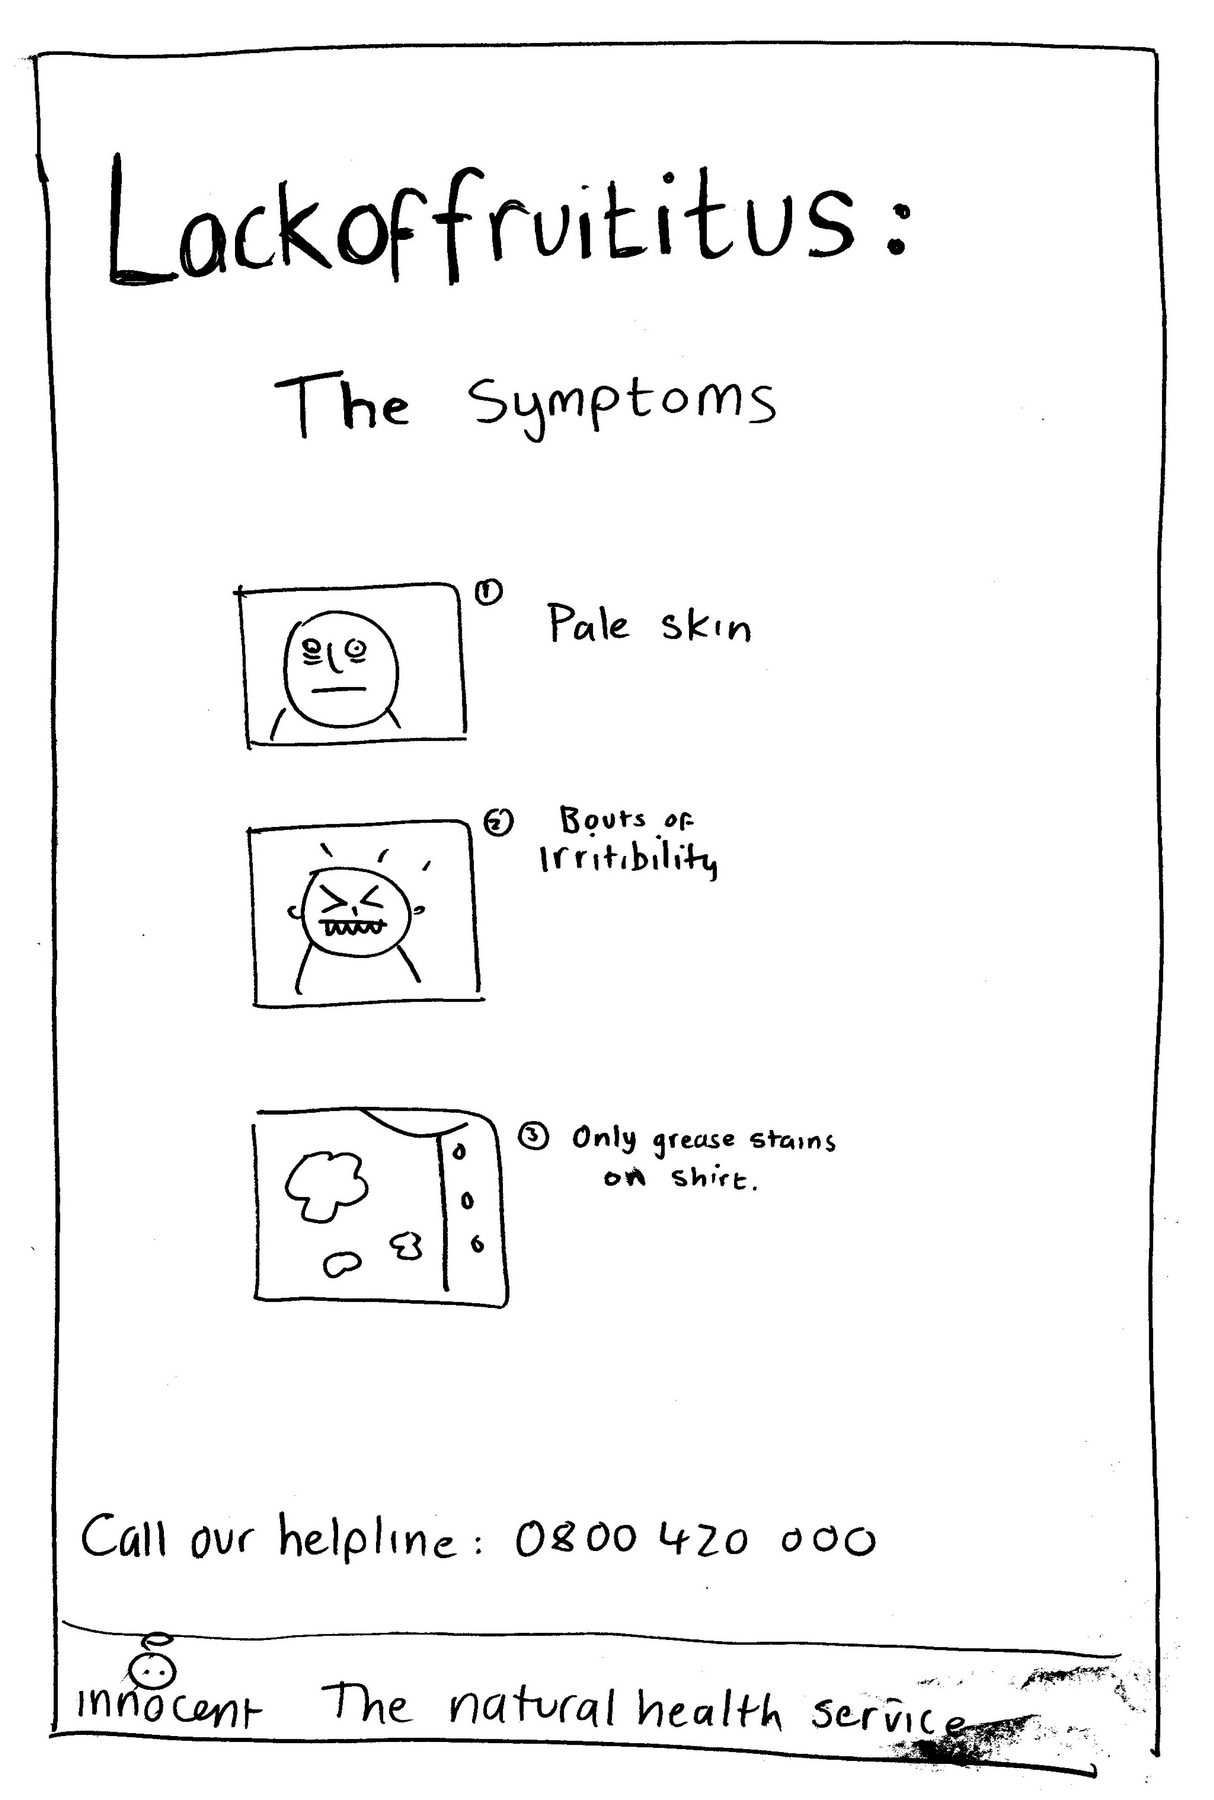 Lackoffruititus:
The Symptoms
① Pale skin
② Bouts of
Irritibility
③ Only grease stains
on shirt.
Call our helpline: 0800 420 000
innocent The natural health service